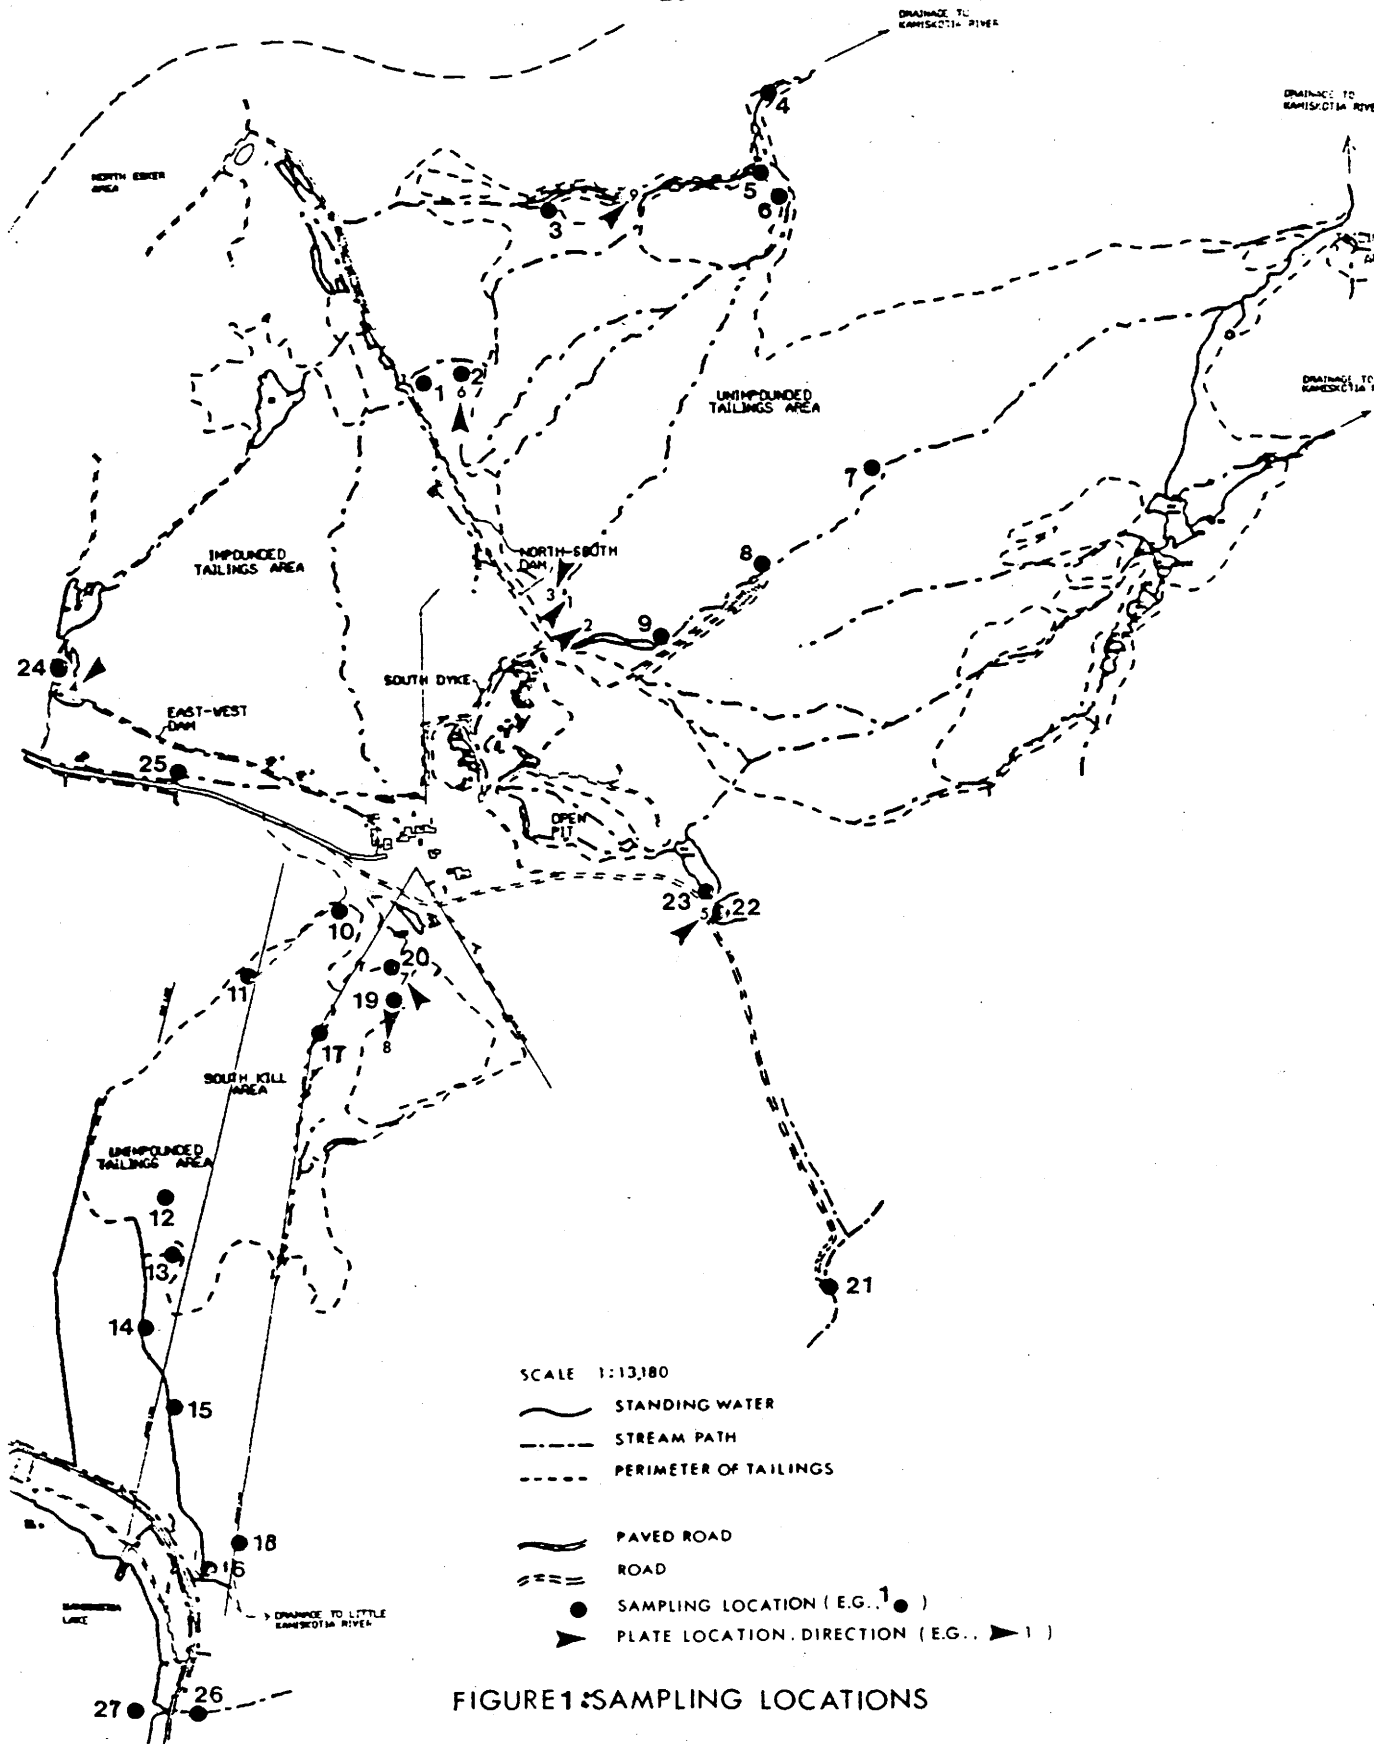 DRAINAGE TO
KAMISKOTIA RIVER
DRAINAGE TO
KAMISKOTIA RIVE
4
NORTH ESKER
AREA
5
6
9
3
DRAINAGE TO
KAMISKOTIA R
1
2
6
UNIMPOUNDED
TAILINGS AREA
7
IMPOUNDED
TAILINGS AREA
NORTH-SOUTH
DAM
8
3
2
9
24
4
SOUTH DYKE
EAST-WEST
DAM
25
OPEN
PIT
23
22
5
10
20
7
11
19
8
17
SOUTH KILL
AREA
UNIMPOUNDED
TAILINGS AREA
12
13
21
14
15
18
16
DRAINAGE TO LITTLE
KAMISKOTIA RIVER
LAKE
27
26
SCALE 1:13,180
STANDING WATER
STREAM PATH
PERIMETER OF TAILINGS
PAVED ROAD
ROAD
SAMPLING LOCATION (E.G., 1 ● )
PLATE LOCATION, DIRECTION (E.G., ➤ 1 )
FIGURE 1: SAMPLING LOCATIONS